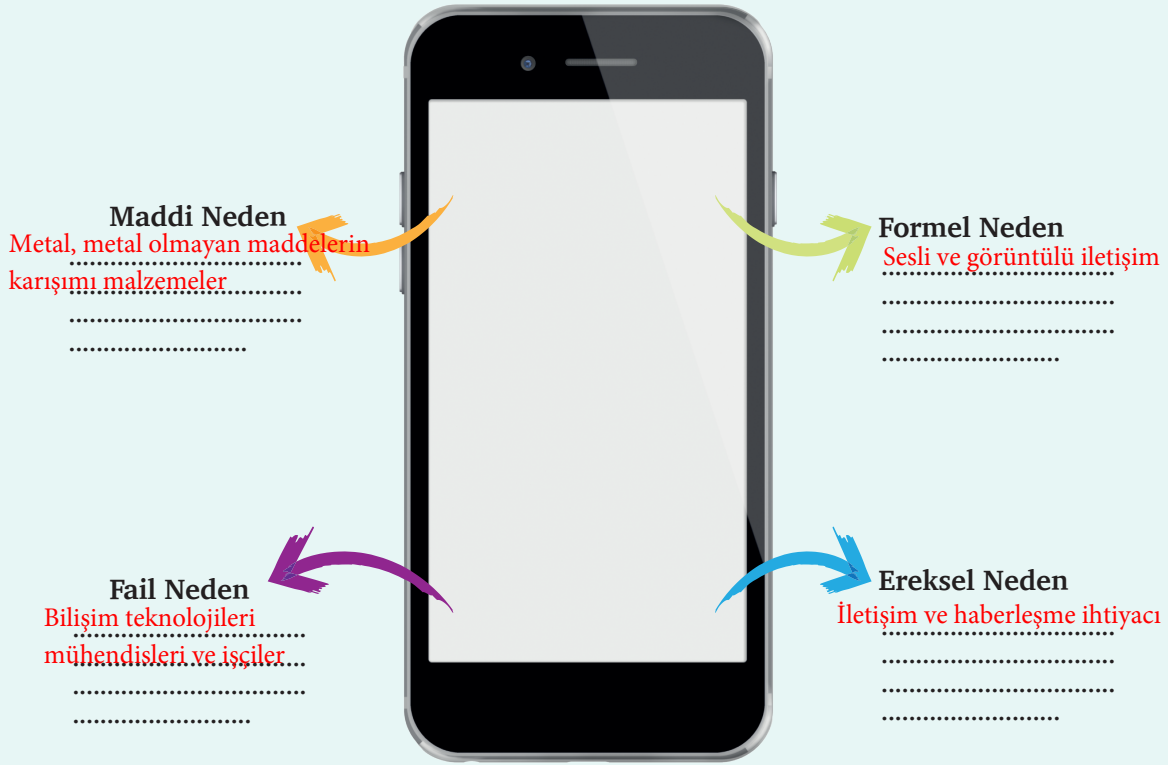 Maddi Neden
Metal, metal olmayan maddelerin
karışımı malzemeler
Formel Neden
Sesli ve görüntülü iletişim
Fail Neden
Bilişim teknolojileri
mühendisleri ve işçiler
Ereksel Neden
İletişim ve haberleşme ihtiyacı